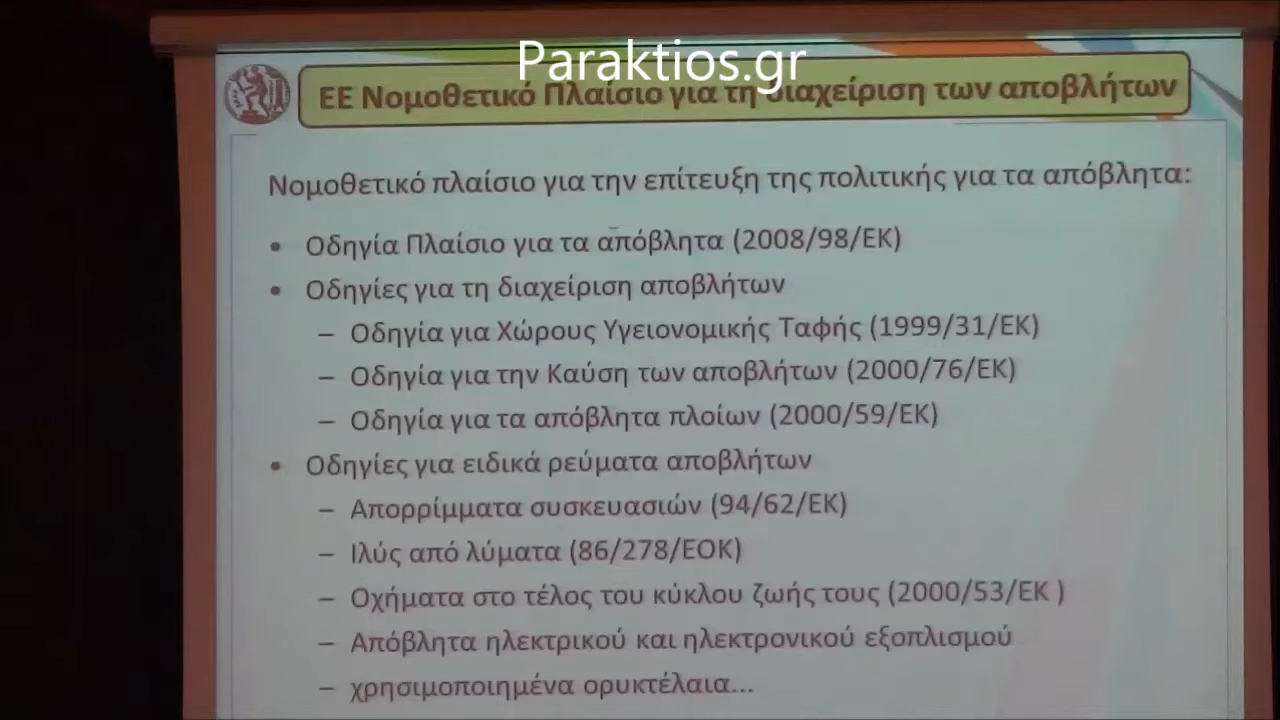 Paraktios.gr
ΕΕ Νομοθετικό Πλαίσιο για τη διαχείριση των αποβλήτων
Νομοθετικό πλαίσιο για την επίτευξη της πολιτικής για τα απόβλητα:
• Οδηγία Πλαίσιο για τα απόβλητα (2008/98/ΕΚ)
• Οδηγίες για τη διαχείριση αποβλήτων
– Οδηγία για Χώρους Υγειονομικής Ταφής (1999/31/ΕΚ)
– Οδηγία για την Καύση των αποβλήτων (2000/76/ΕΚ)
– Οδηγία για τα απόβλητα πλοίων (2000/59/ΕΚ)
• Οδηγίες για ειδικά ρεύματα αποβλήτων
– Απορρίμματα συσκευασιών (94/62/ΕΚ)
– Ιλύς από λύματα (86/278/ΕΟΚ)
– Οχήματα στο τέλος του κύκλου ζωής τους (2000/53/ΕΚ )
– Απόβλητα ηλεκτρικού και ηλεκτρονικού εξοπλισμού
– χρησιμοποιημένα ορυκτέλαια...